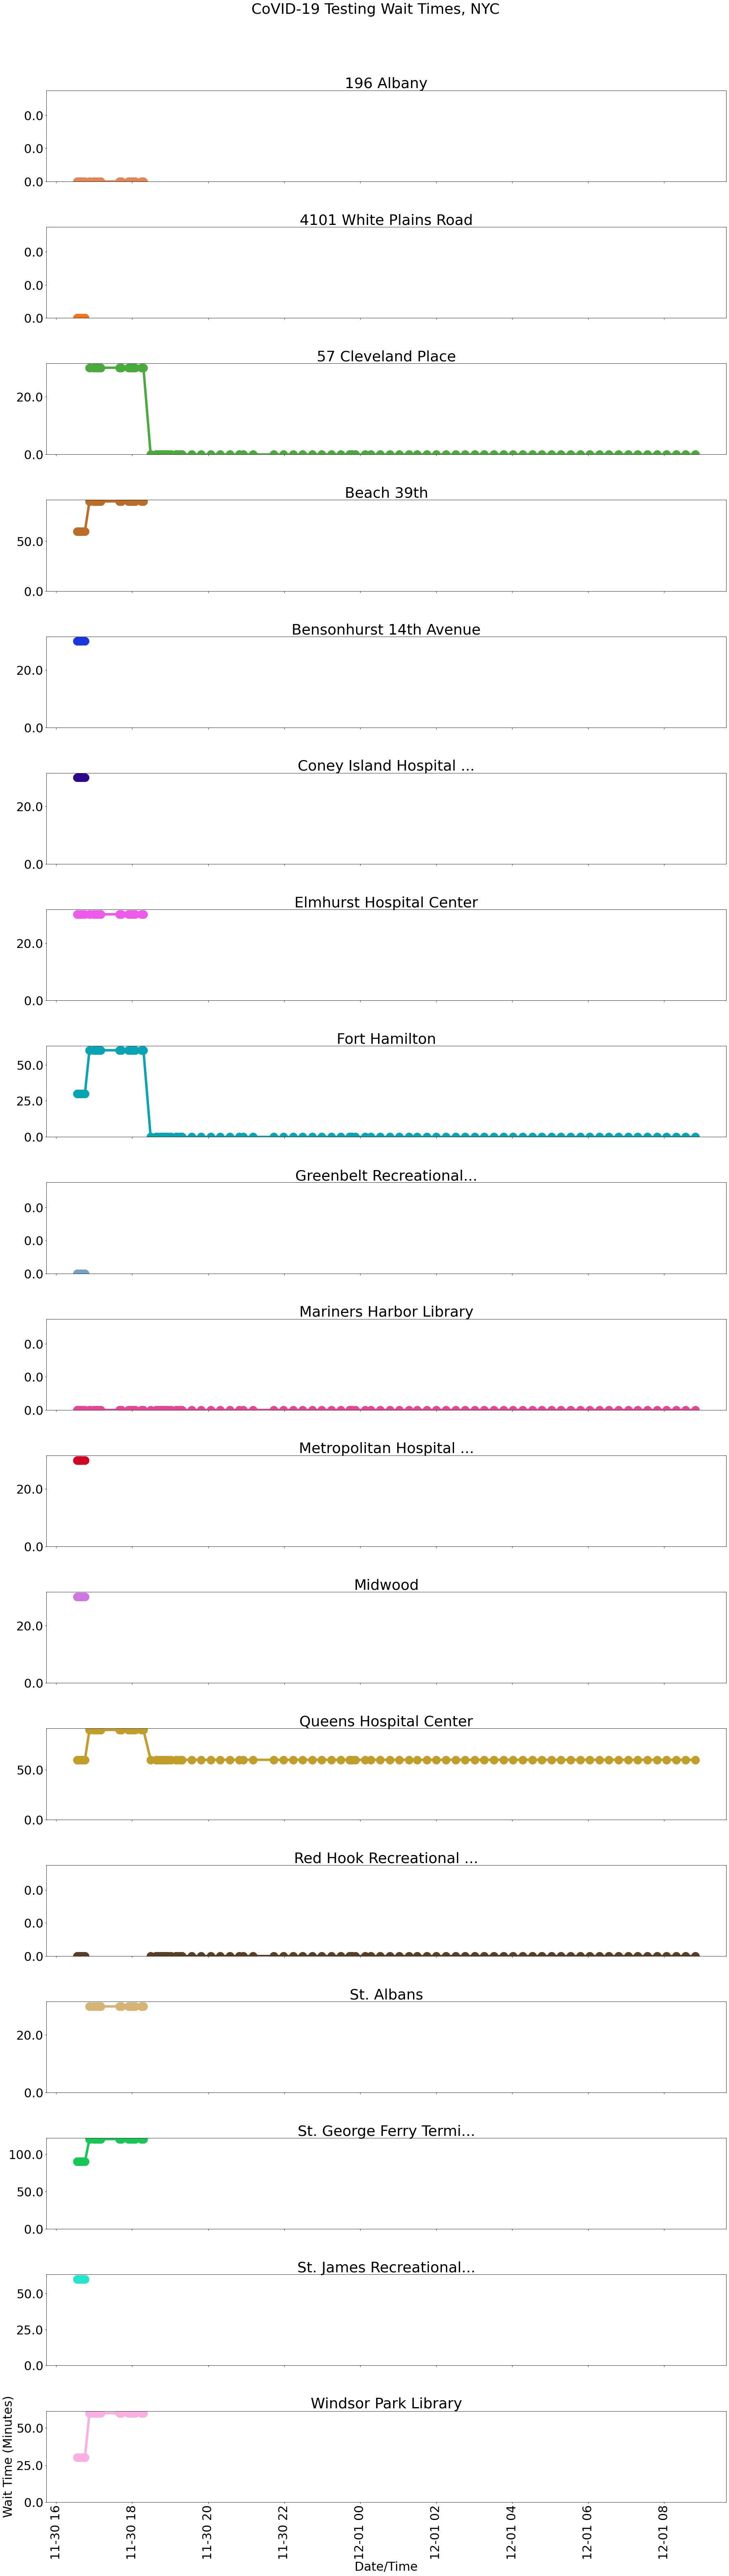 CoVID-19 Testing Wait Times, NYC
196 Albany
0.0
0.0
0.0
4101 White Plains Road
0.0
0.0
0.0
57 Cleveland Place
20.0
0.0
Beach 39th
50.0
0.0
Bensonhurst 14th Avenue
20.0
0.0
Coney Island Hospital ...
20.0
0.0
Elmhurst Hospital Center
20.0
0.0
Fort Hamilton
50.0
25.0
0.0
Greenbelt Recreational...
0.0
0.0
0.0
Mariners Harbor Library
0.0
0.0
0.0
Metropolitan Hospital ...
20.0
0.0
Midwood
20.0
0.0
Queens Hospital Center
50.0
0.0
Red Hook Recreational ...
0.0
0.0
0.0
St. Albans
20.0
0.0
St. George Ferry Termi...
100.0
50.0
0.0
St. James Recreational...
50.0
25.0
0.0
Windsor Park Library
50.0
25.0
0.0
Wait Time (Minutes)
11-30 16
11-30 18
11-30 20
11-30 22
12-01 00
12-01 02
12-01 04
12-01 06
12-01 08
Date/Time